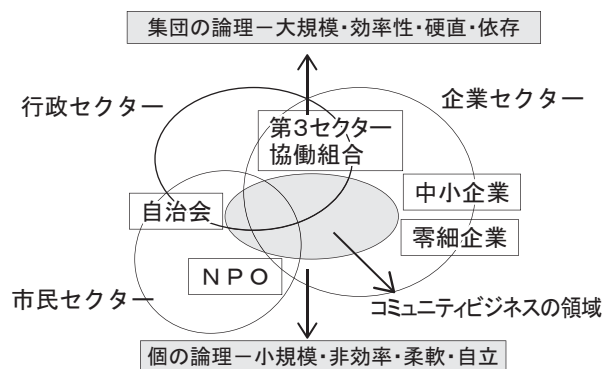 集団の論理－大規模・効率性・硬直・依存
行政セクター
企業セクター
第3セクター
協働組合
中小企業
自治会
零細企業
NPO
市民セクター
コミュニティビジネスの領域
個の論理－小規模・非効率・柔軟・自立